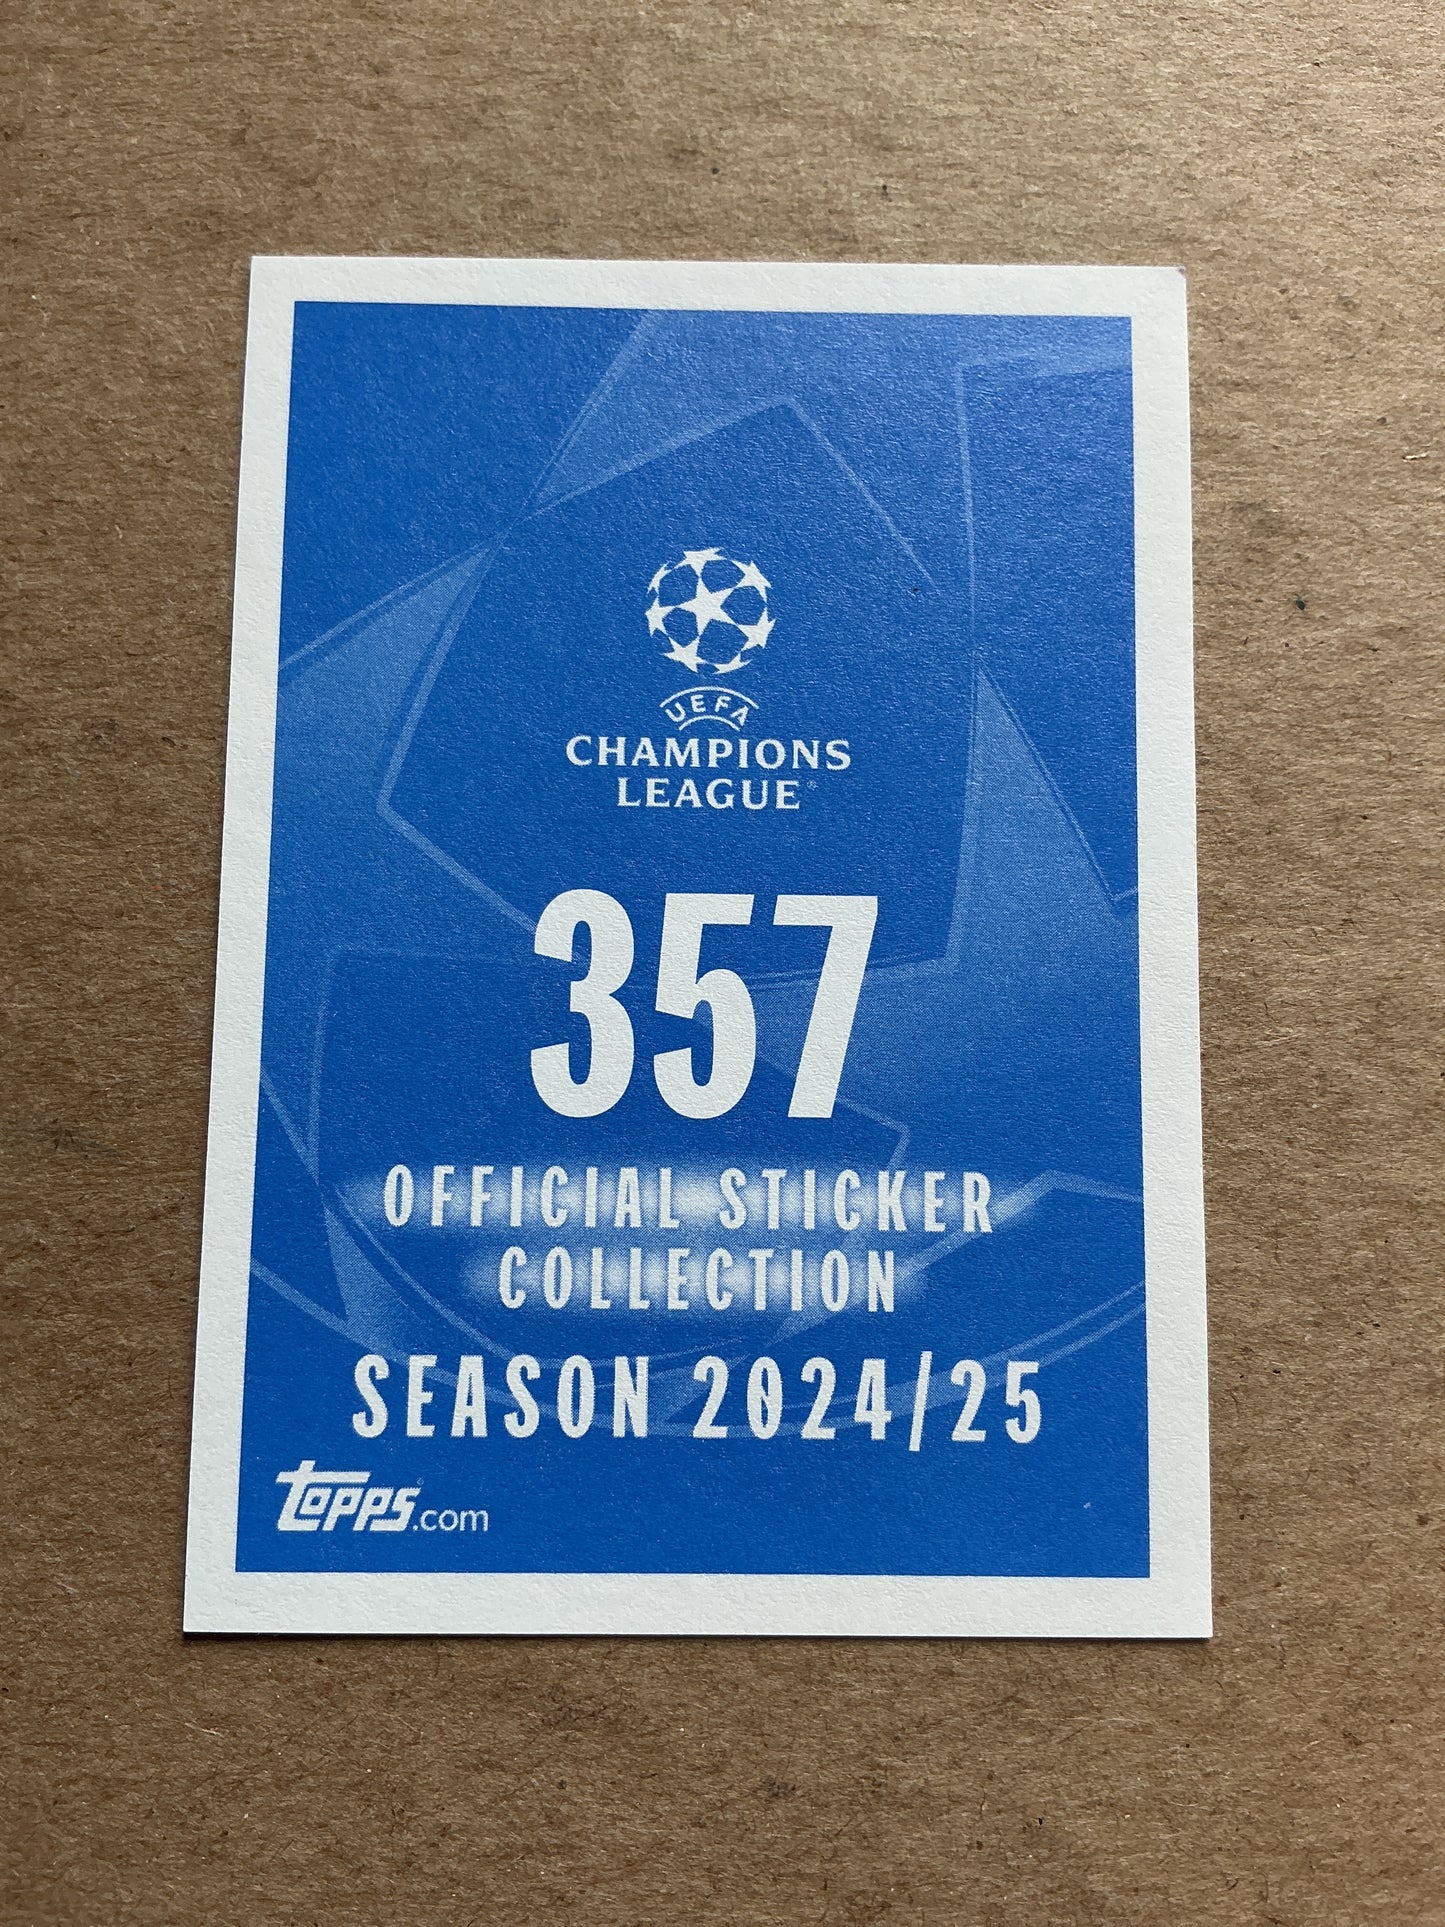 UEFA
CHAMPIONS
LEAGUE®
357
OFFICIAL STICKER
COLLECTION
SEASON 2024/25
topps®.com